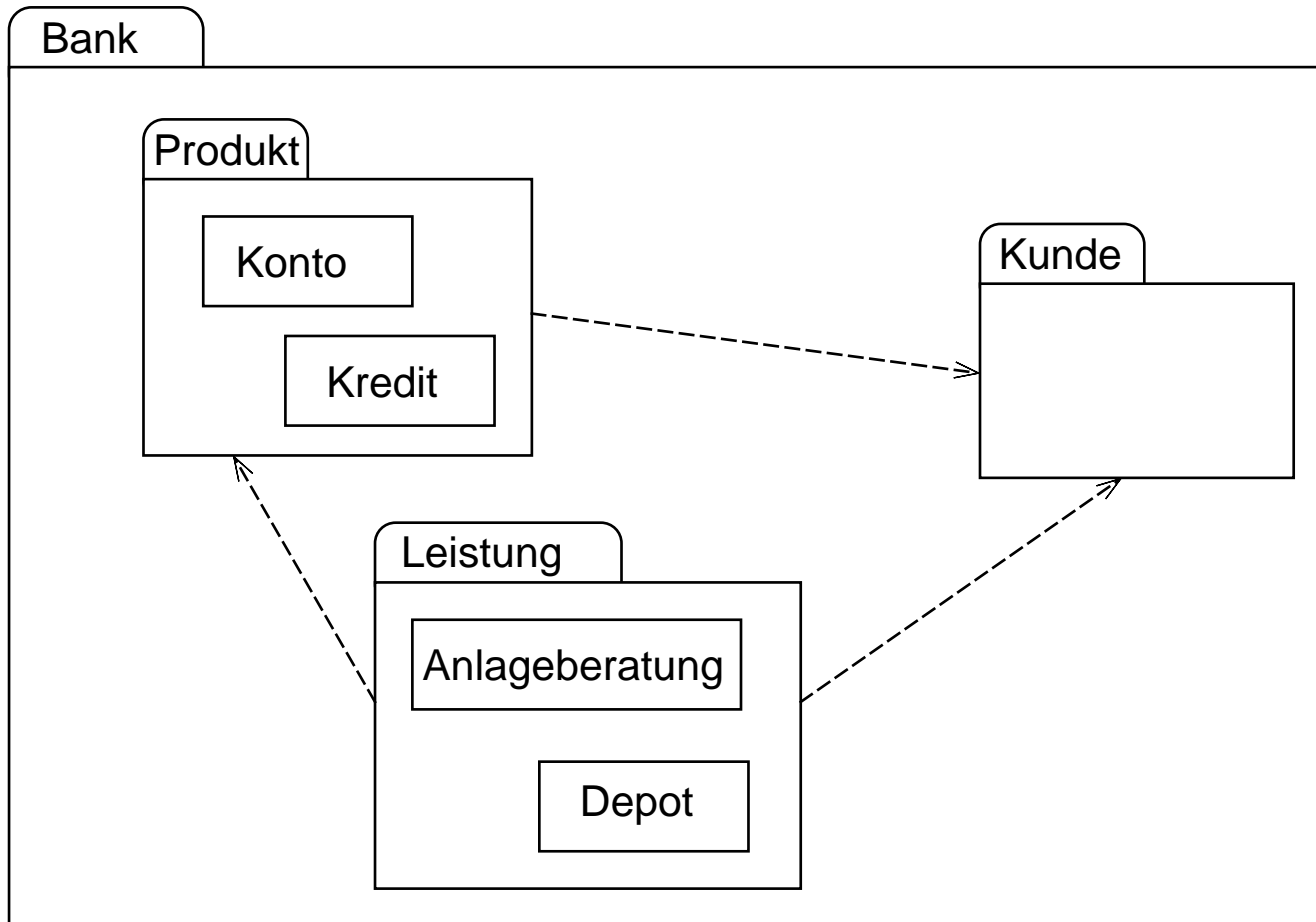 Bank
Produkt
Konto
Kredit
Kunde
Leistung
Anlageberatung
Depot